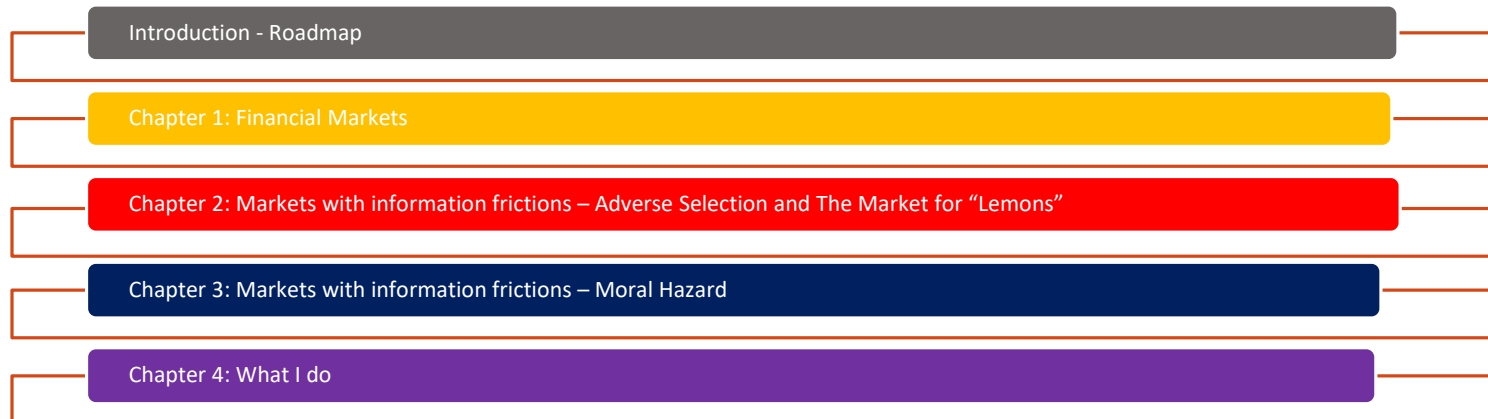 Introduction - Roadmap
Chapter 1: Financial Markets
Chapter 2: Markets with information frictions – Adverse Selection and The Market for “Lemons”
Chapter 3: Markets with information frictions – Moral Hazard
Chapter 4: What I do